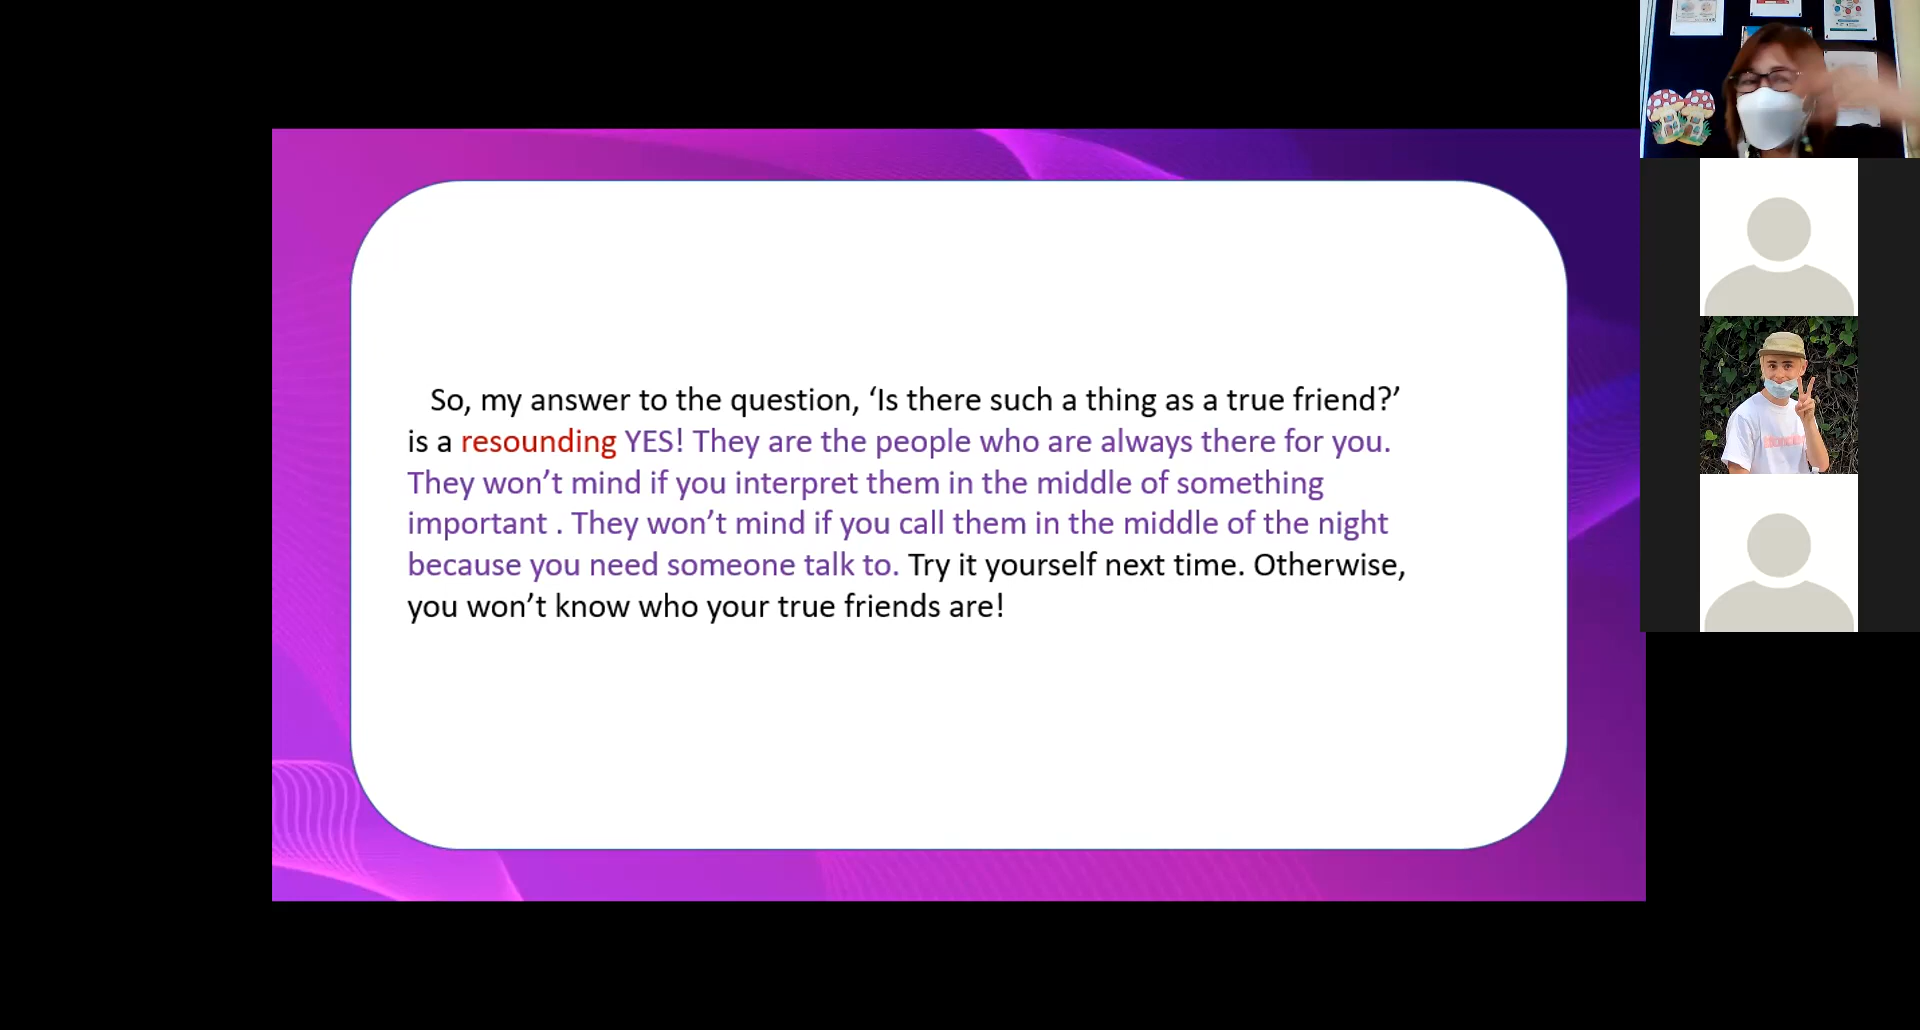 So, my answer to the question, ‘Is there such a thing as a true friend?’
is a resounding YES! They are the people who are always there for you.
They won’t mind if you interpret them in the middle of something
important . They won’t mind if you call them in the middle of the night
because you need someone talk to. Try it yourself next time. Otherwise,
you won’t know who your true friends are!